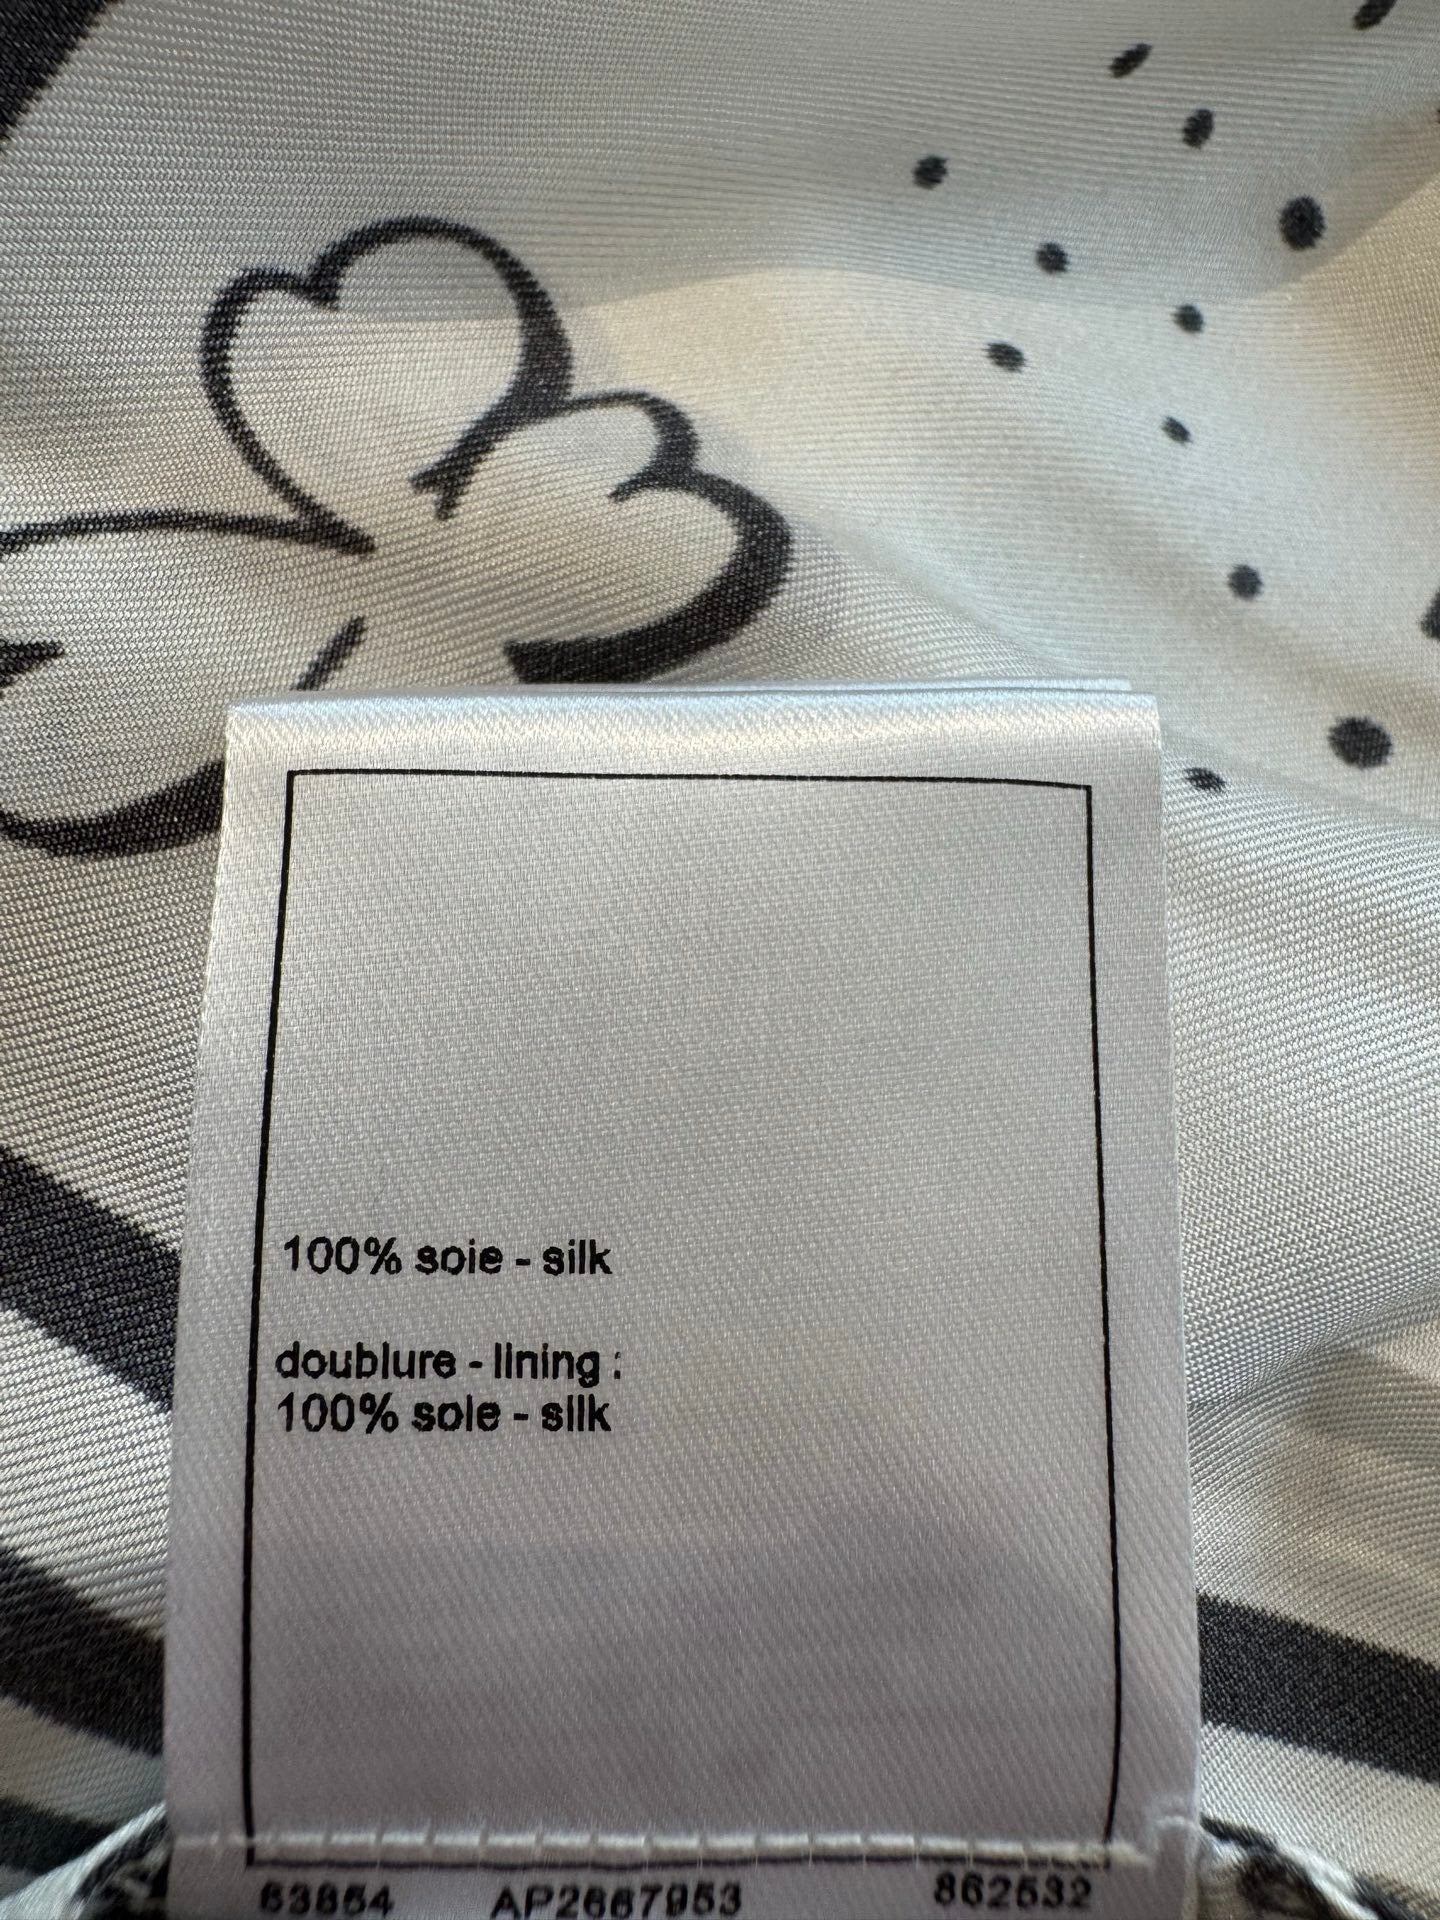 100% soie - silk
doublure - lining :
100% soie - silk
63854 AP2667953 862532